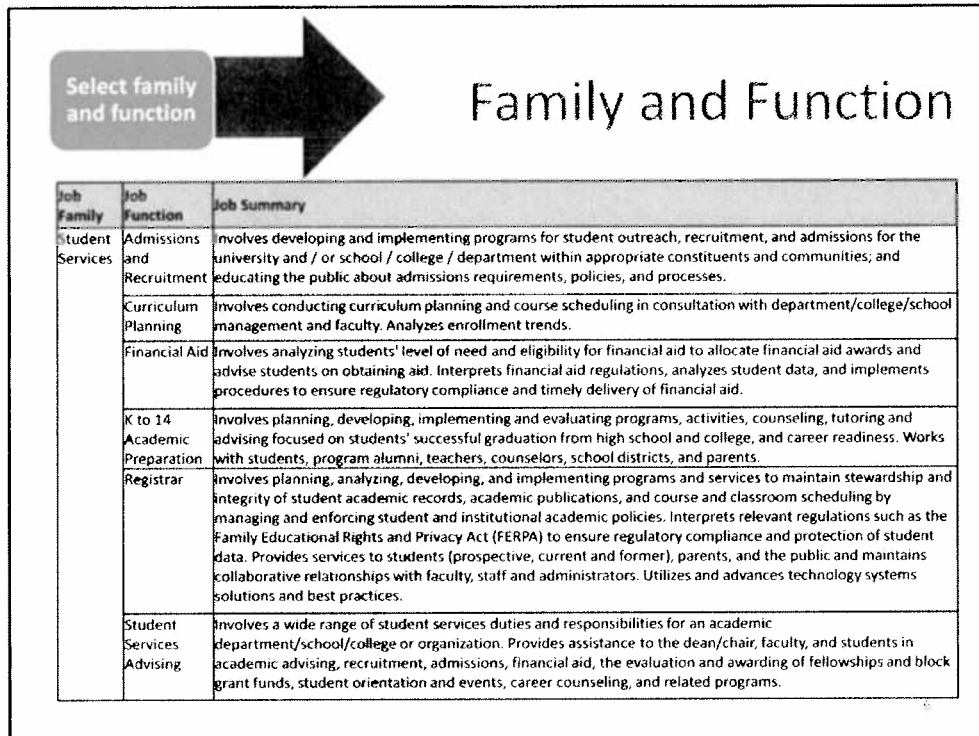 Select family
and function
Family and Function
Job Family
Job Function
Job Summary
Student Services
Admissions and Recruitment
Involves developing and implementing programs for student outreach, recruitment, and admissions for the
university and / or school / college / department within appropriate constituents and communities; and
educating the public about admissions requirements, policies, and processes.
Curriculum Planning
Involves conducting curriculum planning and course scheduling in consultation with department/college/school
management and faculty. Analyzes enrollment trends.
Financial Aid
Involves analyzing students' level of need and eligibility for financial aid to allocate financial aid awards and
advise students on obtaining aid. Interprets financial aid regulations, analyzes student data, and implements
procedures to ensure regulatory compliance and timely delivery of financial aid.
K to 14 Academic Preparation
Involves planning, developing, implementing and evaluating programs, activities, counseling, tutoring and
advising focused on students' successful graduation from high school and college, and career readiness. Works
with students, program alumni, teachers, counselors, school districts, and parents.
Registrar
Involves planning, analyzing, developing, and implementing programs and services to maintain stewardship and
integrity of student academic records, academic publications, and course and classroom scheduling by
managing and enforcing student and institutional academic policies. Interprets relevant regulations such as the
Family Educational Rights and Privacy Act (FERPA) to ensure regulatory compliance and protection of student
data. Provides services to students (prospective, current and former), parents, and the public and maintains
collaborative relationships with faculty, staff and administrators. Utilizes and advances technology systems
solutions and best practices.
Student Services Advising
Involves a wide range of student services duties and responsibilities for an academic
department/school/college or organization. Provides assistance to the dean/chair, faculty, and students in
academic advising, recruitment, admissions, financial aid, the evaluation and awarding of fellowships and block
grant funds, student orientation and events, career counseling, and related programs.